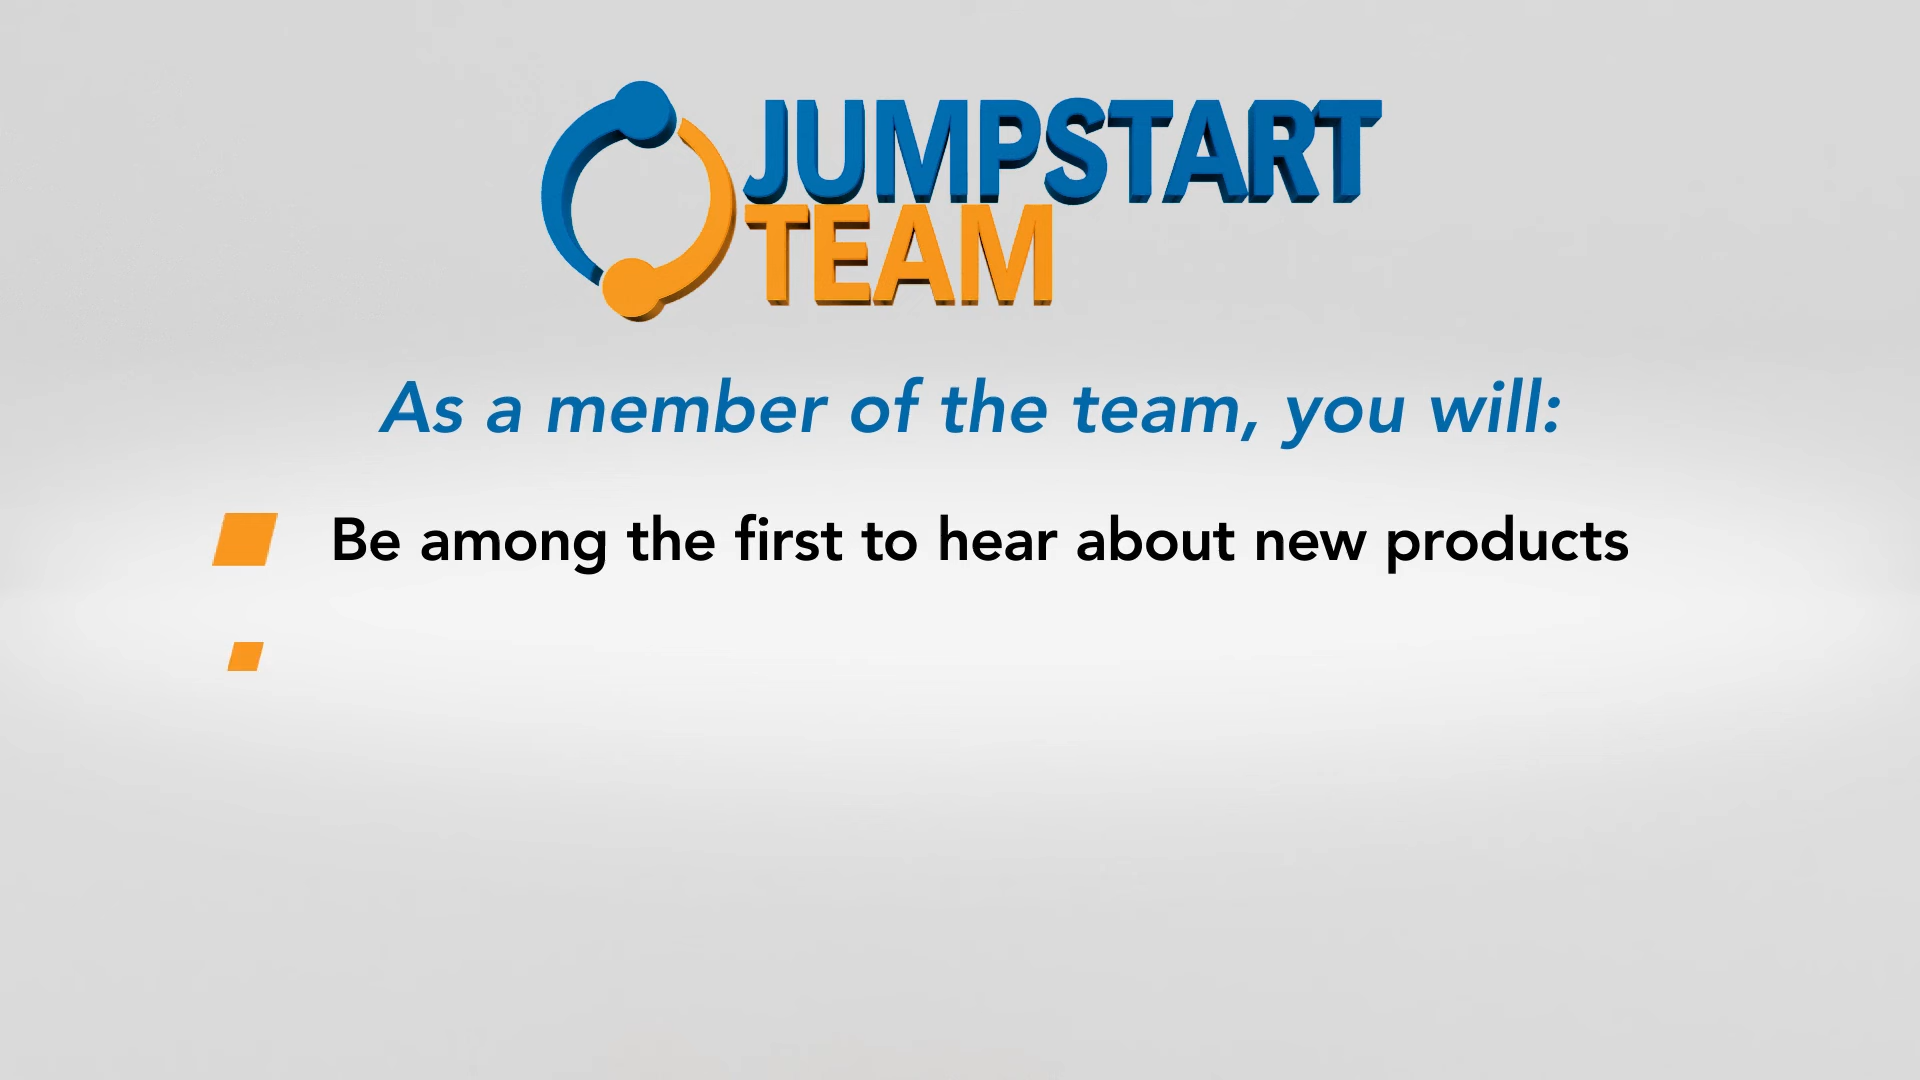 JUMPSTART
TEAM
As a member of the team, you will:
Be among the first to hear about new products